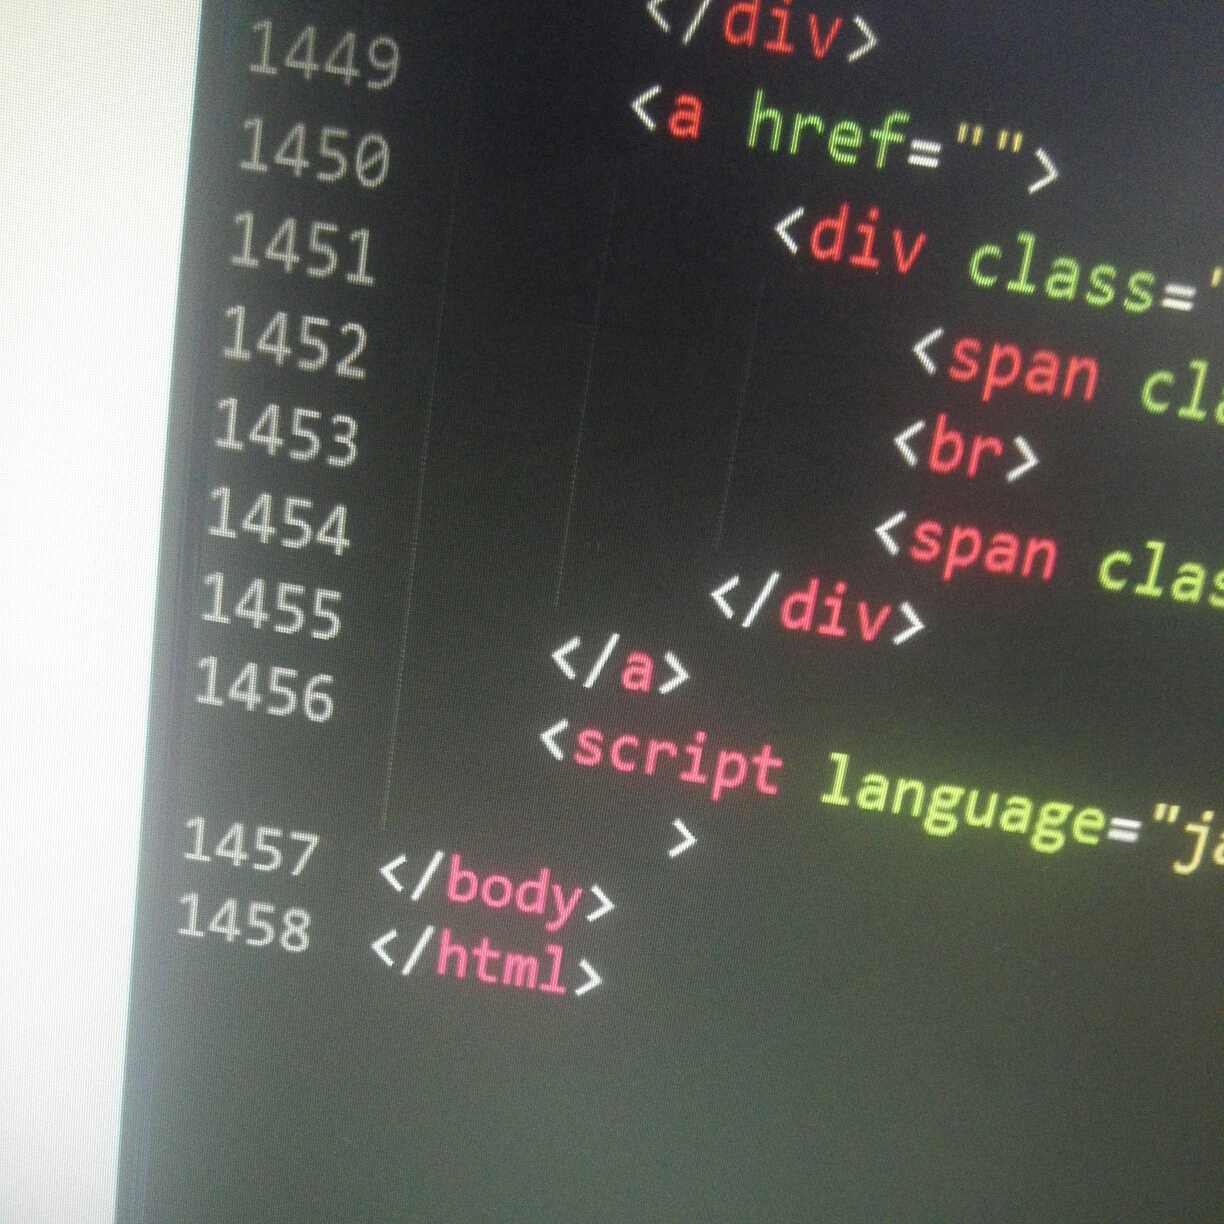 </div>
1449 <a href="">
1450 <div class="
1451 <span cla
1452 <br>
1453 <span clas
1454 </div>
1455 </a>
1456 <script language="ja
>
1457 </body>
1458 </html>